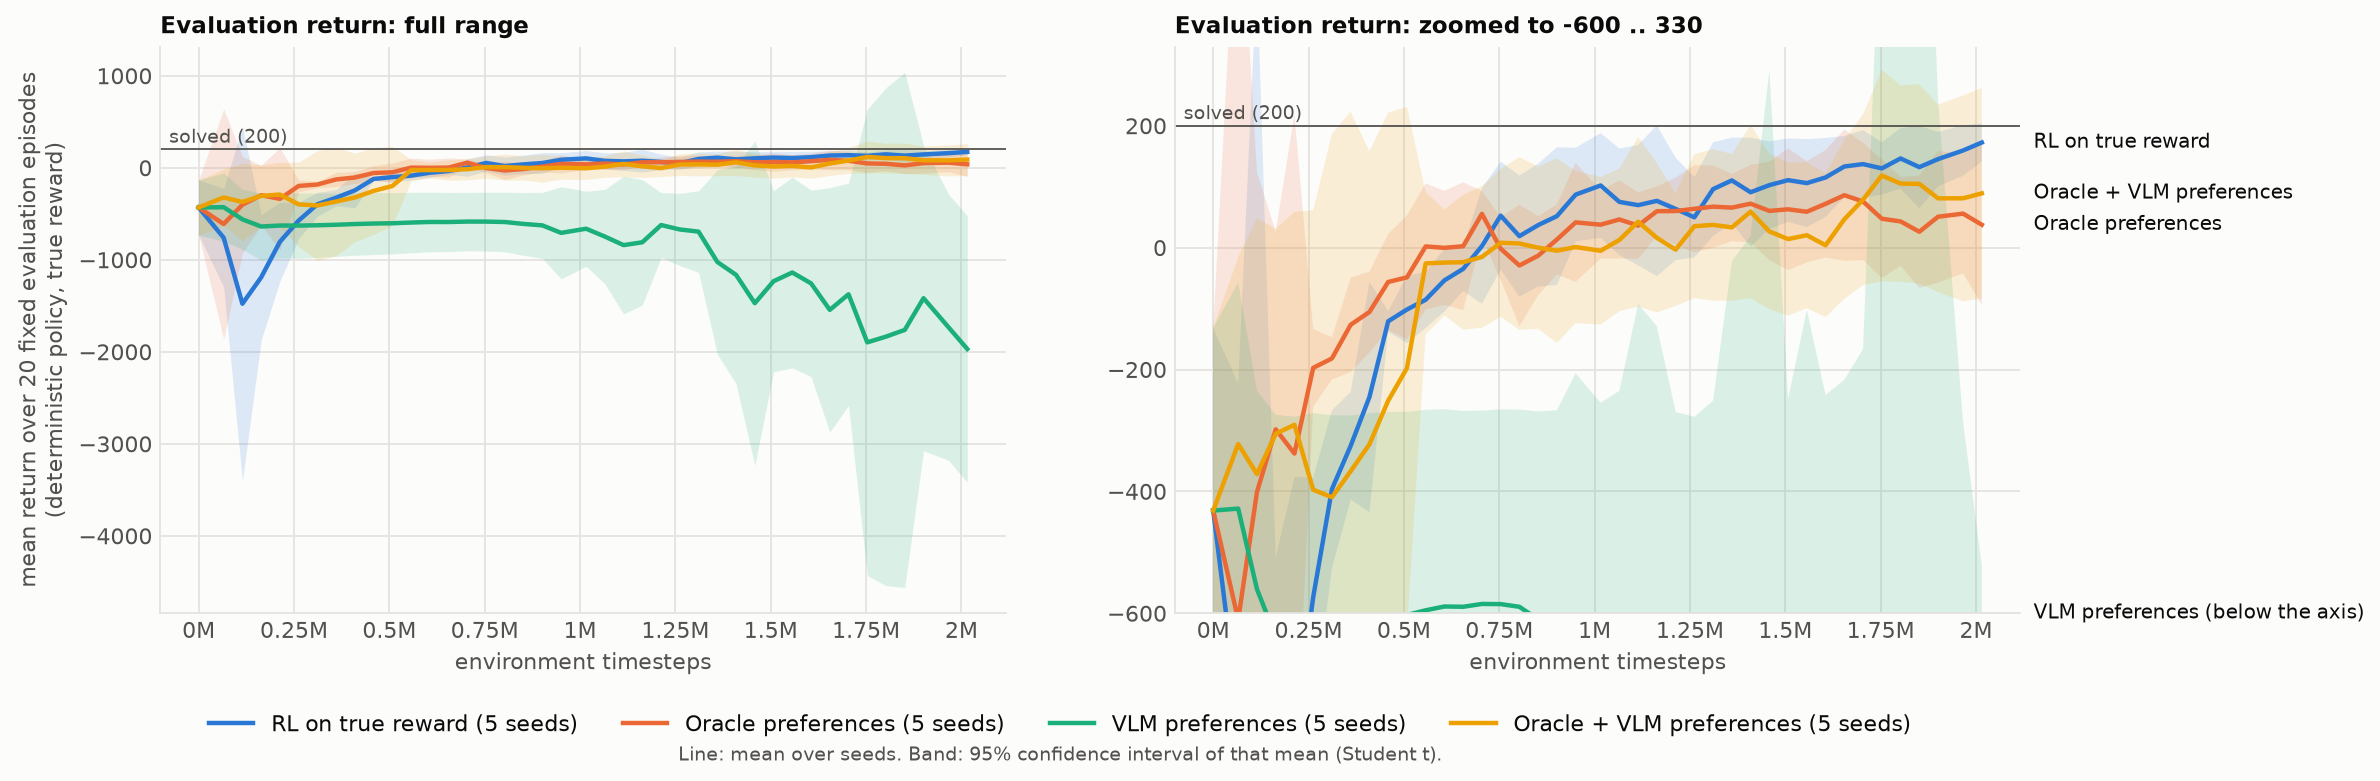 Evaluation return: full range
mean return over 20 fixed evaluation episodes
(deterministic policy, true reward)
1000
0
−1000
−2000
−3000
−4000
solved (200)
0M
0.25M
0.5M
0.75M
1M
1.25M
1.5M
1.75M
2M
environment timesteps
Evaluation return: zoomed to -600 .. 330
200
0
−200
−400
−600
solved (200)
0M
0.25M
0.5M
0.75M
1M
1.25M
1.5M
1.75M
2M
environment timesteps
RL on true reward
Oracle + VLM preferences
Oracle preferences
VLM preferences (below the axis)
RL on true reward (5 seeds)
Oracle preferences (5 seeds)
VLM preferences (5 seeds)
Oracle + VLM preferences (5 seeds)
Line: mean over seeds. Band: 95% confidence interval of that mean (Student t).